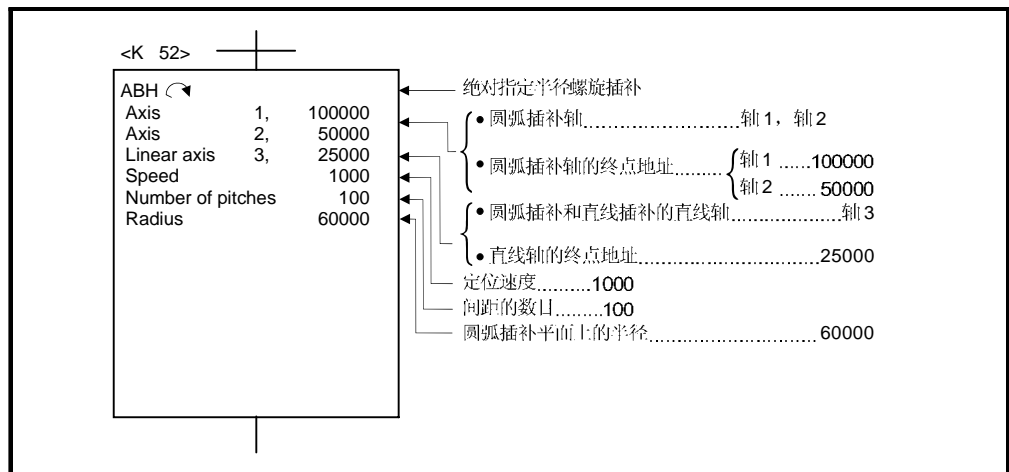 <K 52>
ABH
Axis 1, 100000
Axis 2, 50000
Linear axis 3, 25000
Speed 1000
Number of pitches 100
Radius 60000
绝对指定半径螺旋插补
● 圆弧插补轴......................轴1，轴2
● 圆弧插补轴的终点地址........ 轴1 ......100000
轴2 ......50000
● 圆弧插补和直线插补的直线轴................轴3
● 直线轴的终点地址..........................25000
定位速度..........1000
间距的数目.........100
圆弧插补平面上的半径........................60000